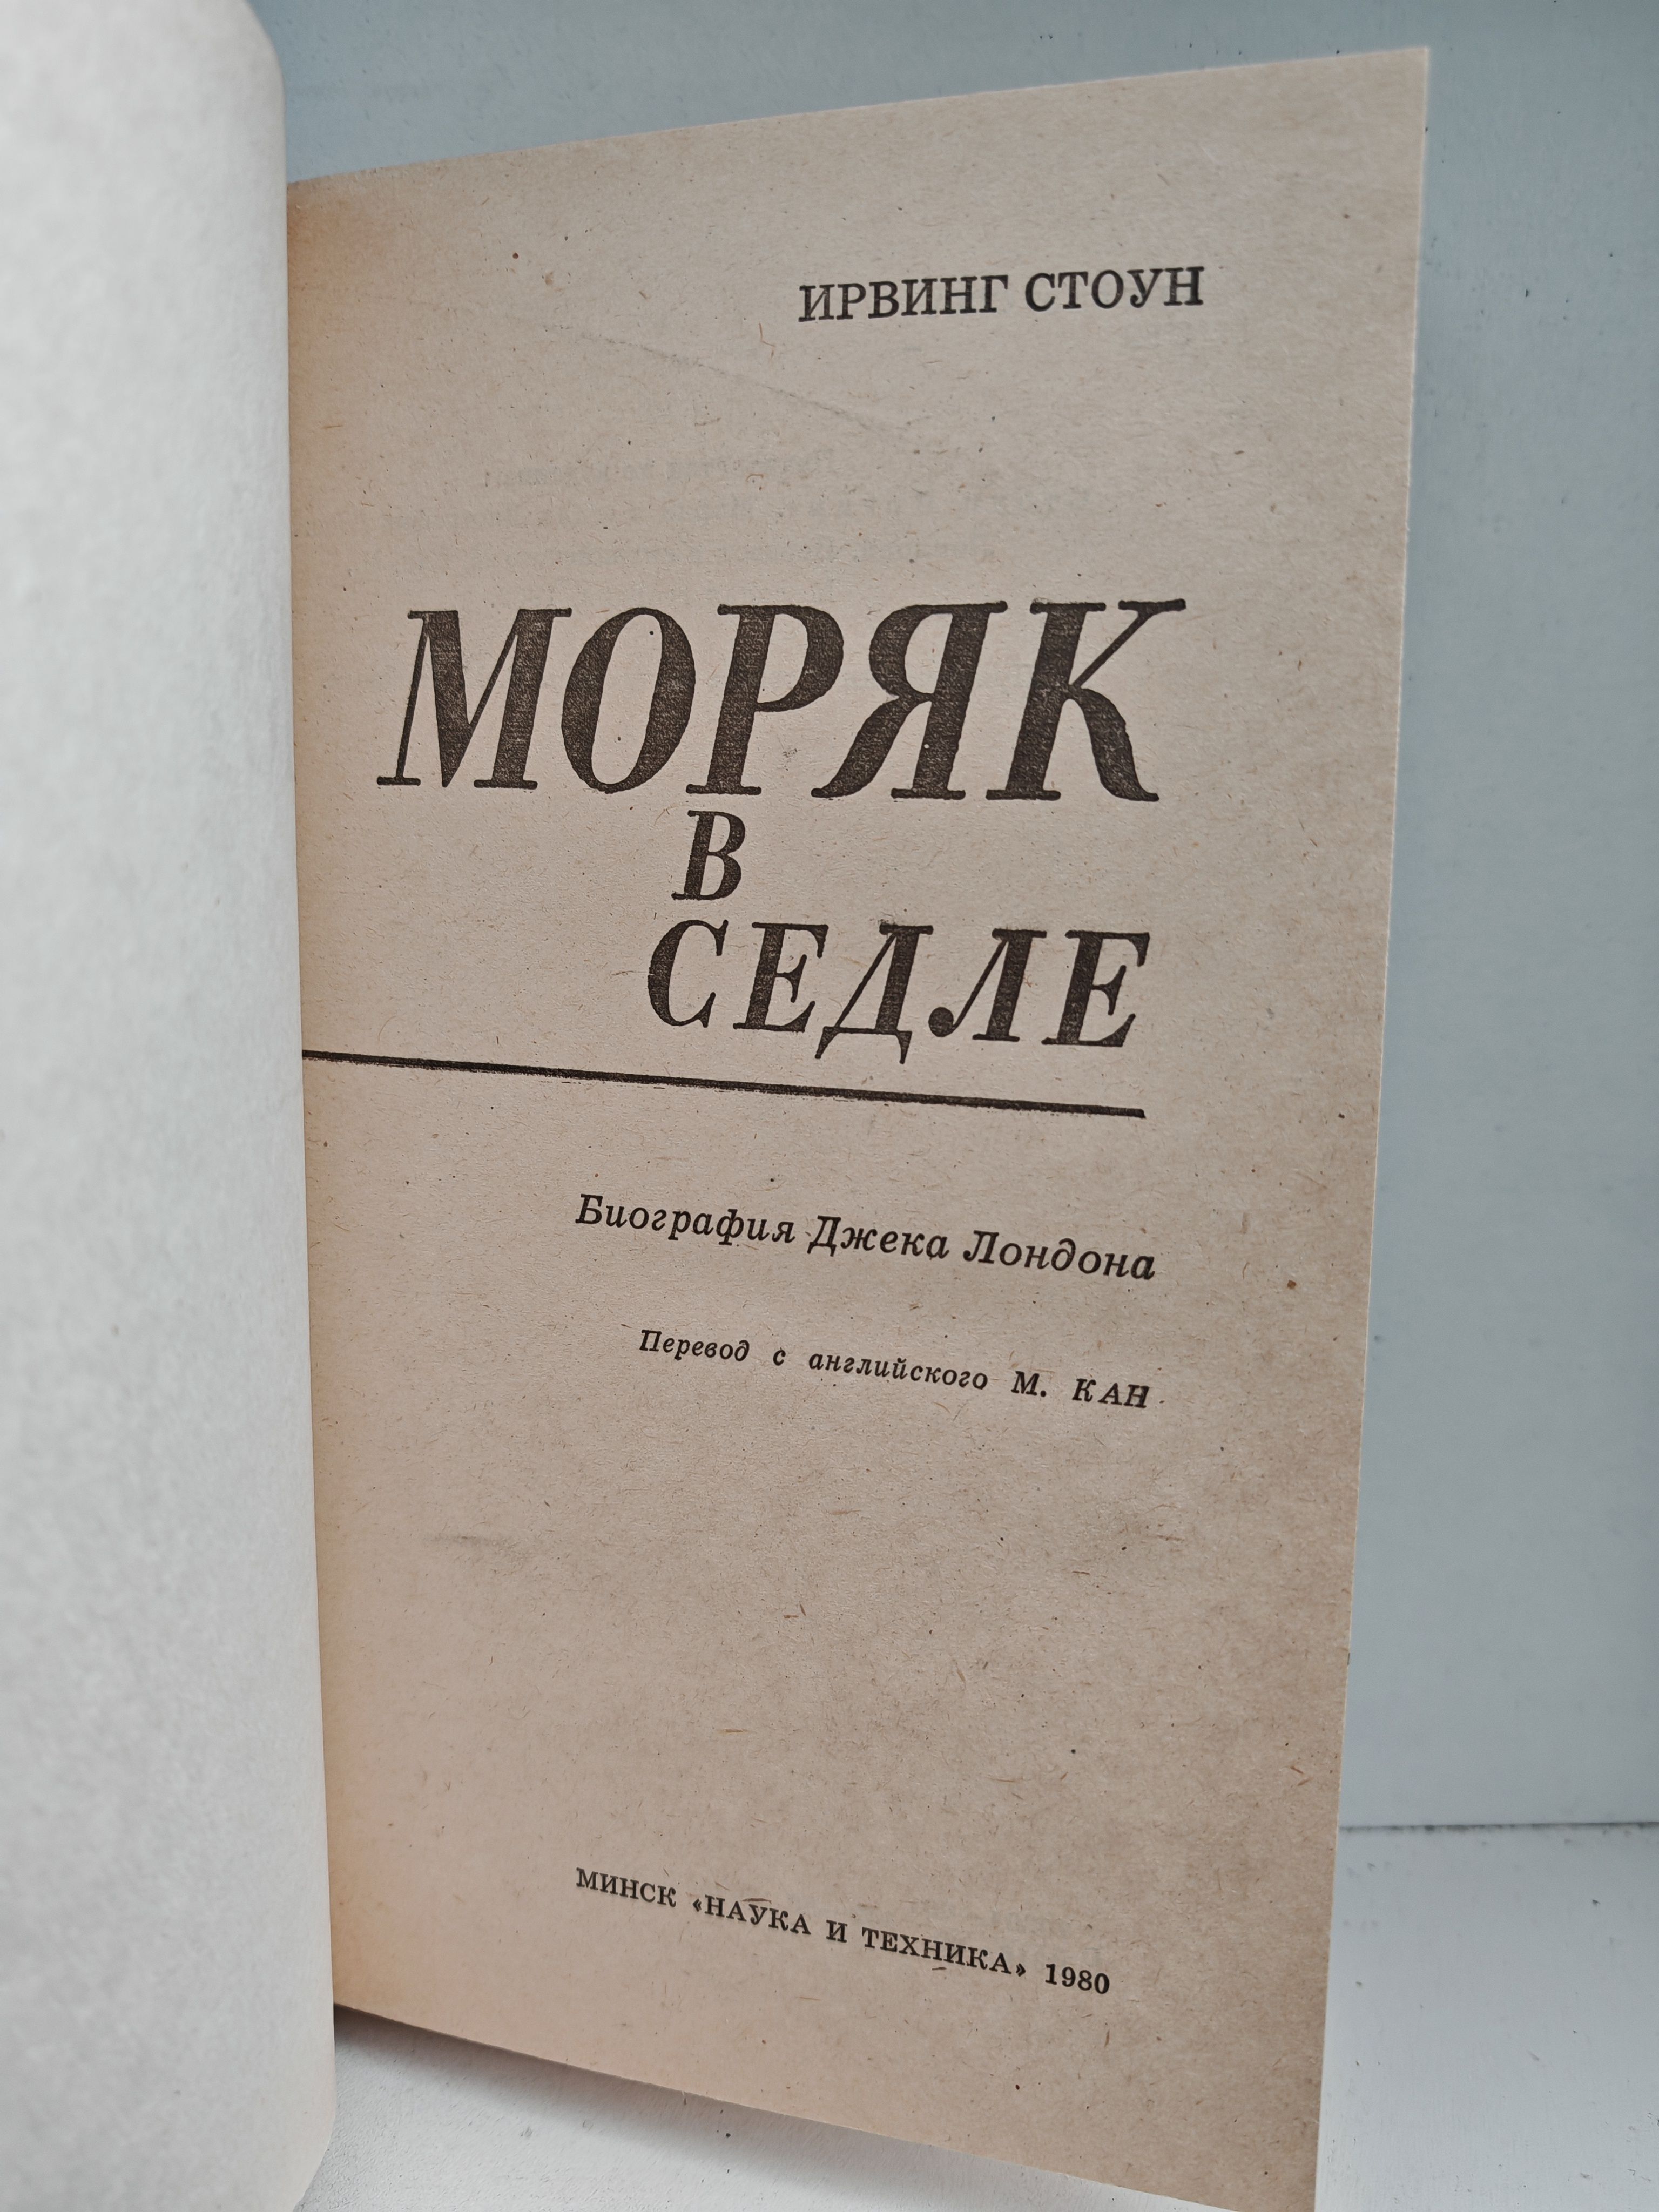 ИРВИНГ СТОУН
МОРЯК
В
СЕДЛЕ
Биография Джека Лондона
Перевод с английского М. КАН
МИНСК «НАУКА И ТЕХНИКА» 1980